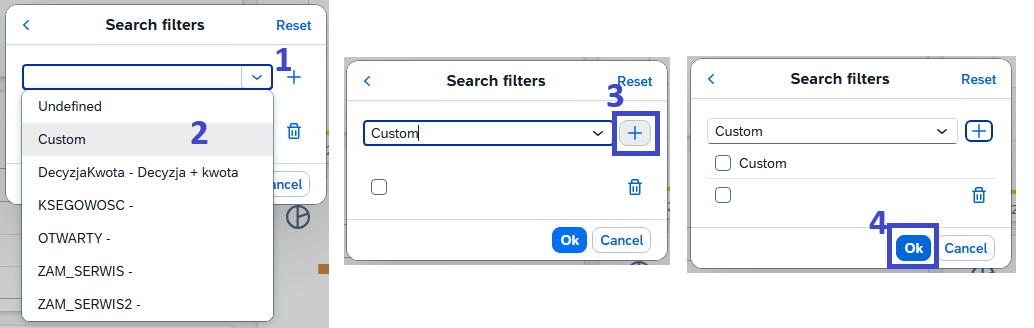 Search filters
Reset
1
Undefined
Custom
2
DecyzjaKwota - Decyzja + kwota
KSEGOWOSC -
OTWARTY -
ZAM_SERWIS -
ZAM_SERWIS2 -
ancel
Search filters
Reset
3
Custom
Ok
Cancel
Search filters
Reset
Custom
Custom
4
Ok
Cancel